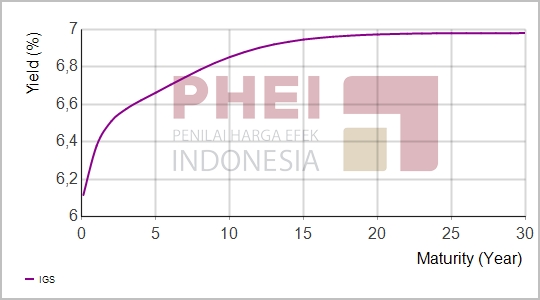 Yield (%)
7
6,8
6,6
6,4
6,2
6
0 5 10 15 20 25 30
Maturity (Year)
PHEI
PENILAI HARGA EFEK
INDONESIA
IGS